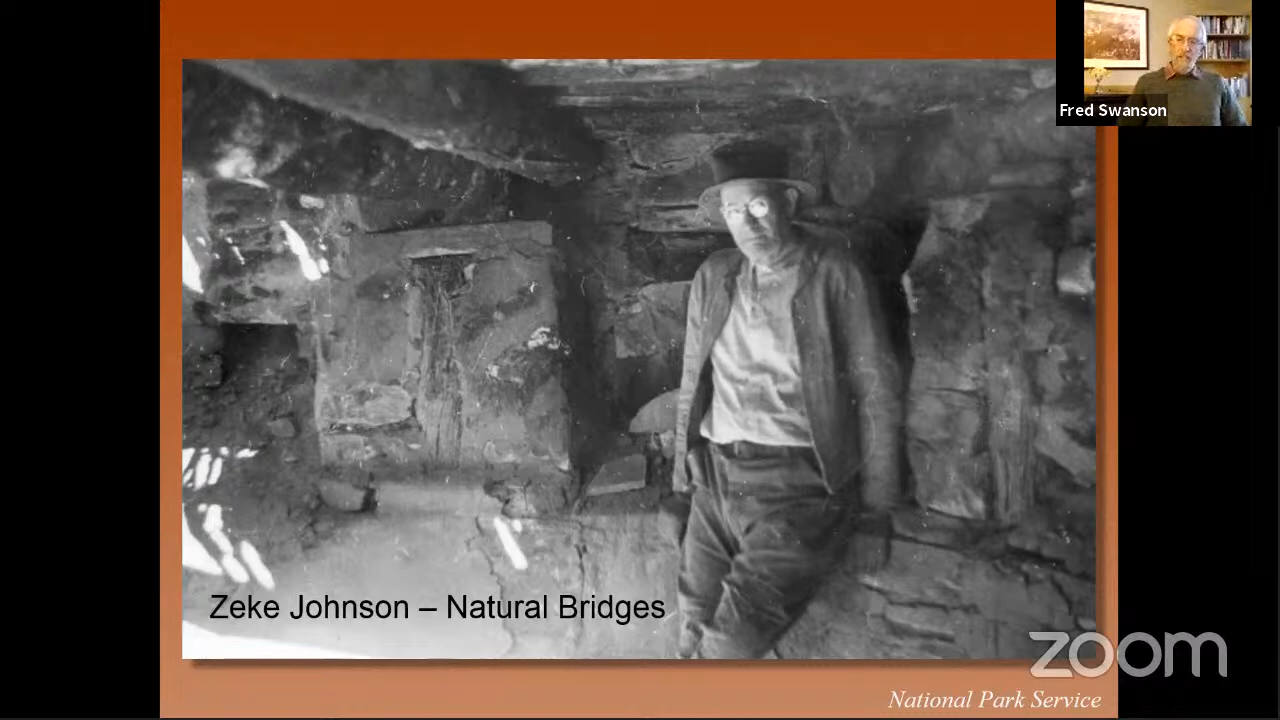 Fred Swanson
Zeke Johnson – Natural Bridges
zoom
National Park Service